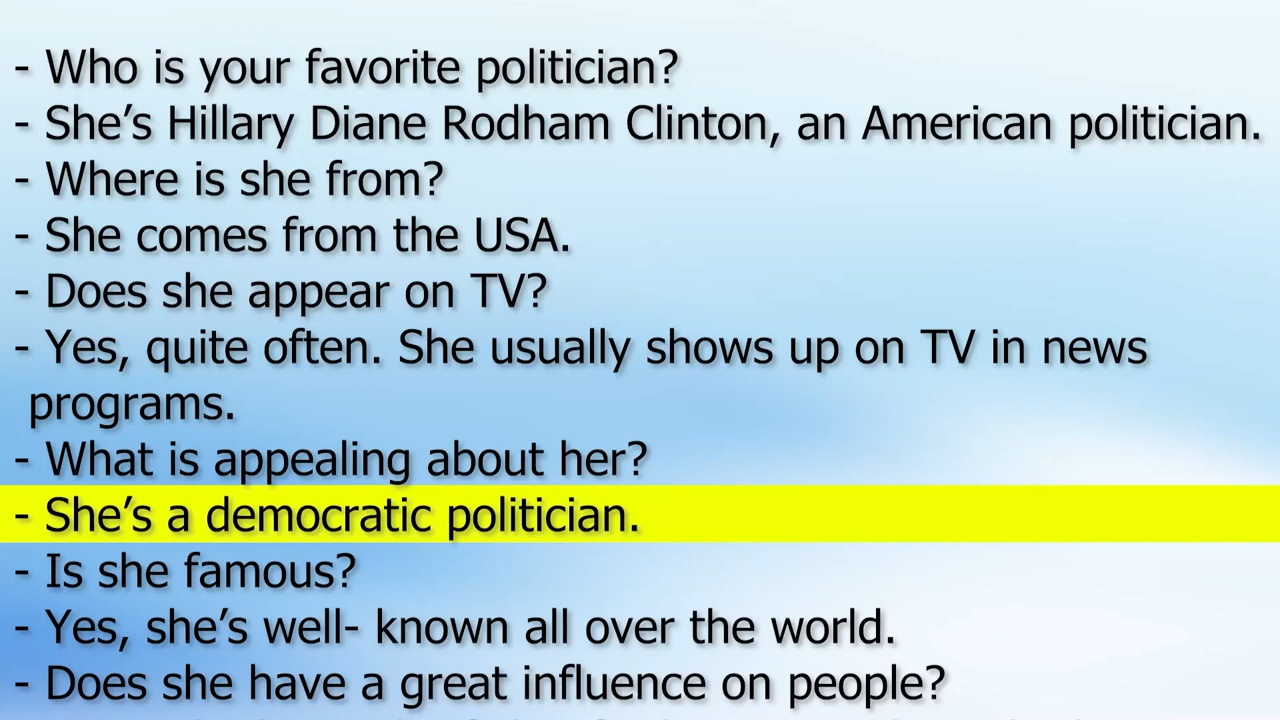 - Who is your favorite politician?
- She’s Hillary Diane Rodham Clinton, an American politician.
- Where is she from?
- She comes from the USA.
- Does she appear on TV?
- Yes, quite often. She usually shows up on TV in news
programs.
- What is appealing about her?
- She’s a democratic politician.
- Is she famous?
- Yes, she’s well- known all over the world.
- Does she have a great influence on people?